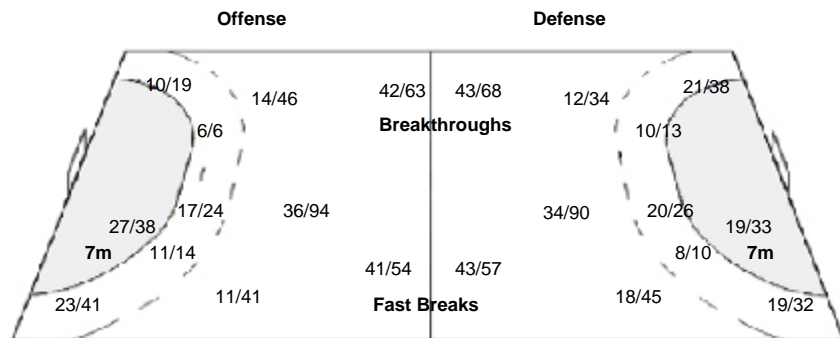 Offense Defense
10/19 21/38
14/46 42/63 43/68 12/34
6/6 Breakthroughs 10/13
17/24 36/94 34/90 20/26
27/38 19/33
7m 11/14 8/10 7m
41/54 43/57
23/41 11/41 Fast Breaks 18/45 19/32